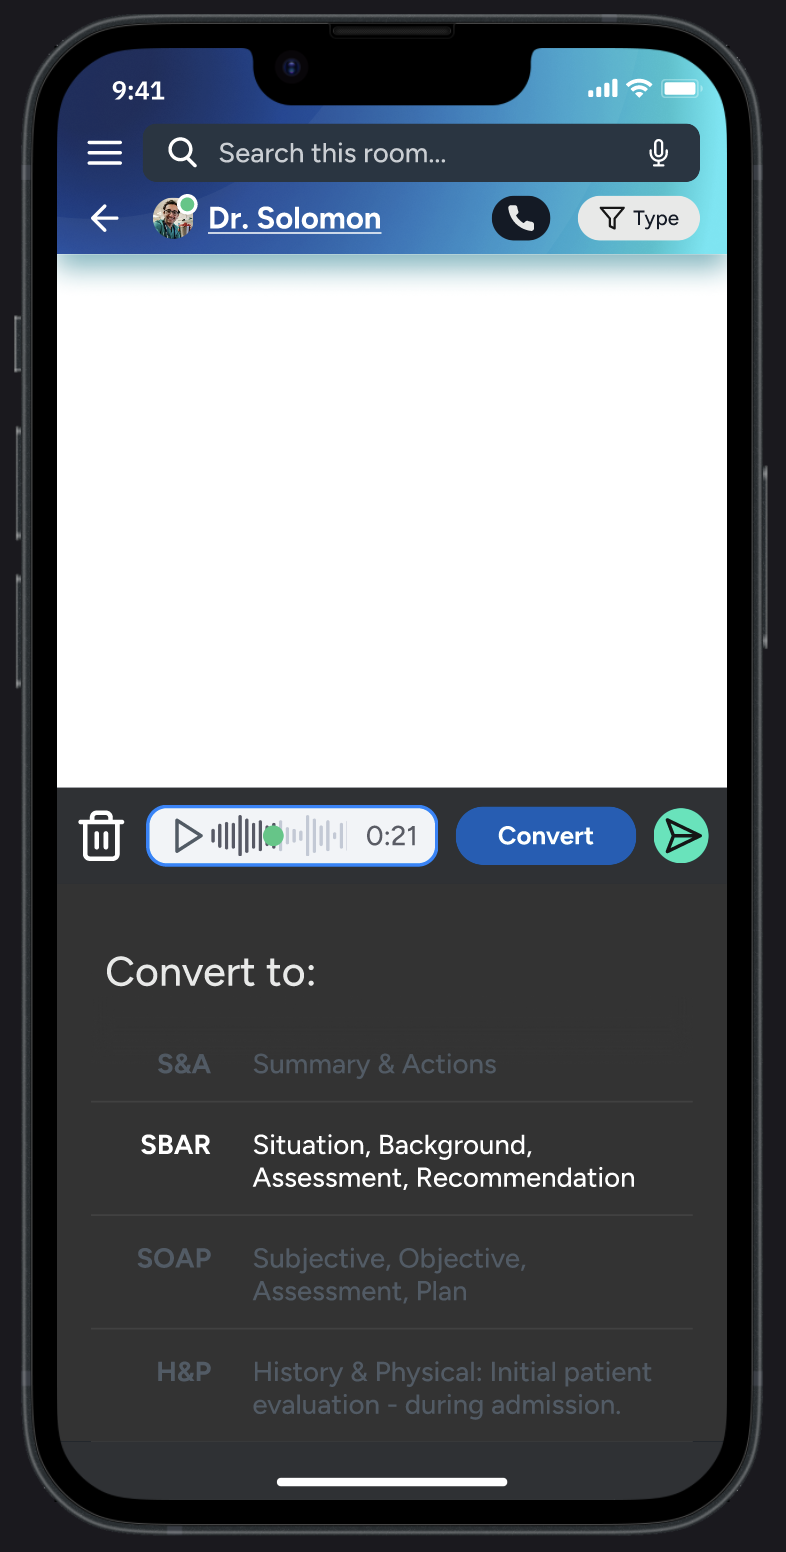 9:41
Search this room...
Dr. Solomon
Type
0:21
Convert
Convert to:
S&A Summary & Actions
SBAR Situation, Background,
Assessment, Recommendation
SOAP Subjective, Objective,
Assessment, Plan
H&P History & Physical: Initial patient
evaluation - during admission.